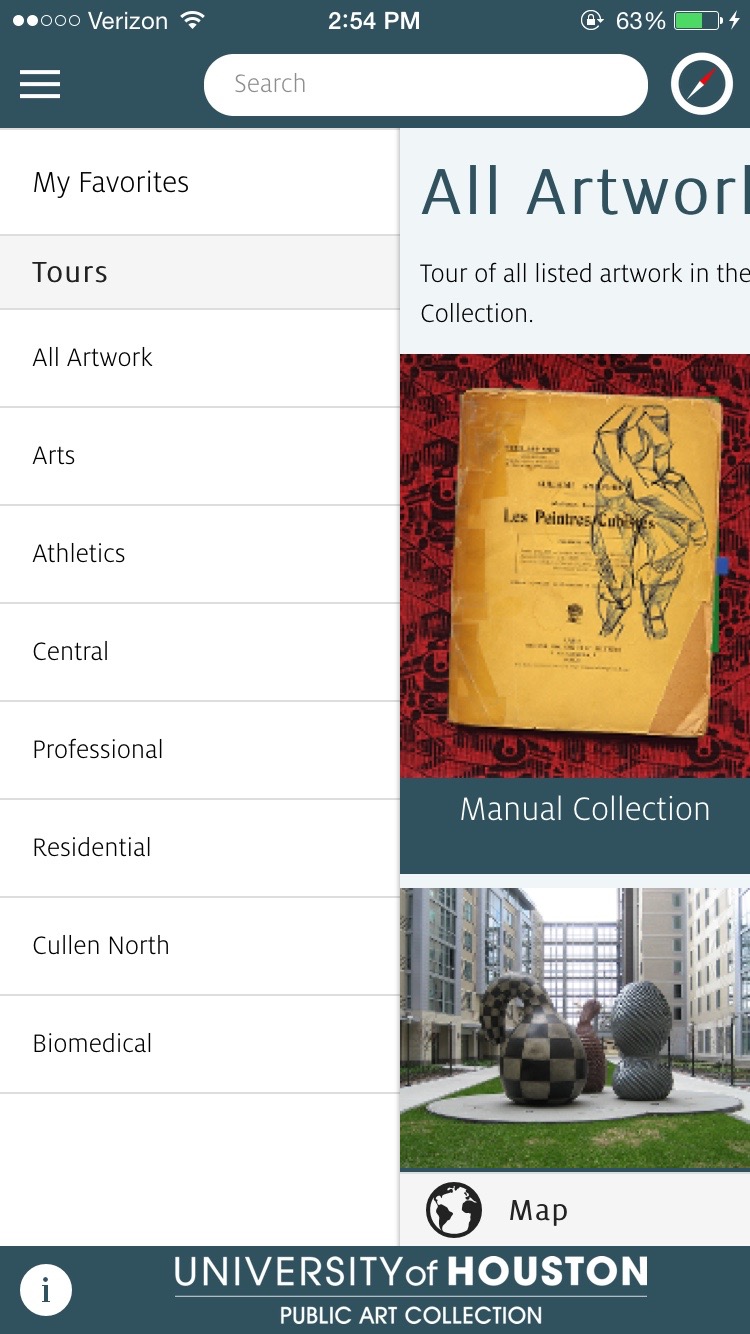 Verizon 2:54 PM 63%
Search
My Favorites
Tours
All Artwork
Arts
Athletics
Central
Professional
Residential
Cullen North
Biomedical
All Artwor
Tour of all listed artwork in the
Collection.
Les Peintres Cubistes
Manual Collection
Map
i
UNIVERSITY of HOUSTON
PUBLIC ART COLLECTION